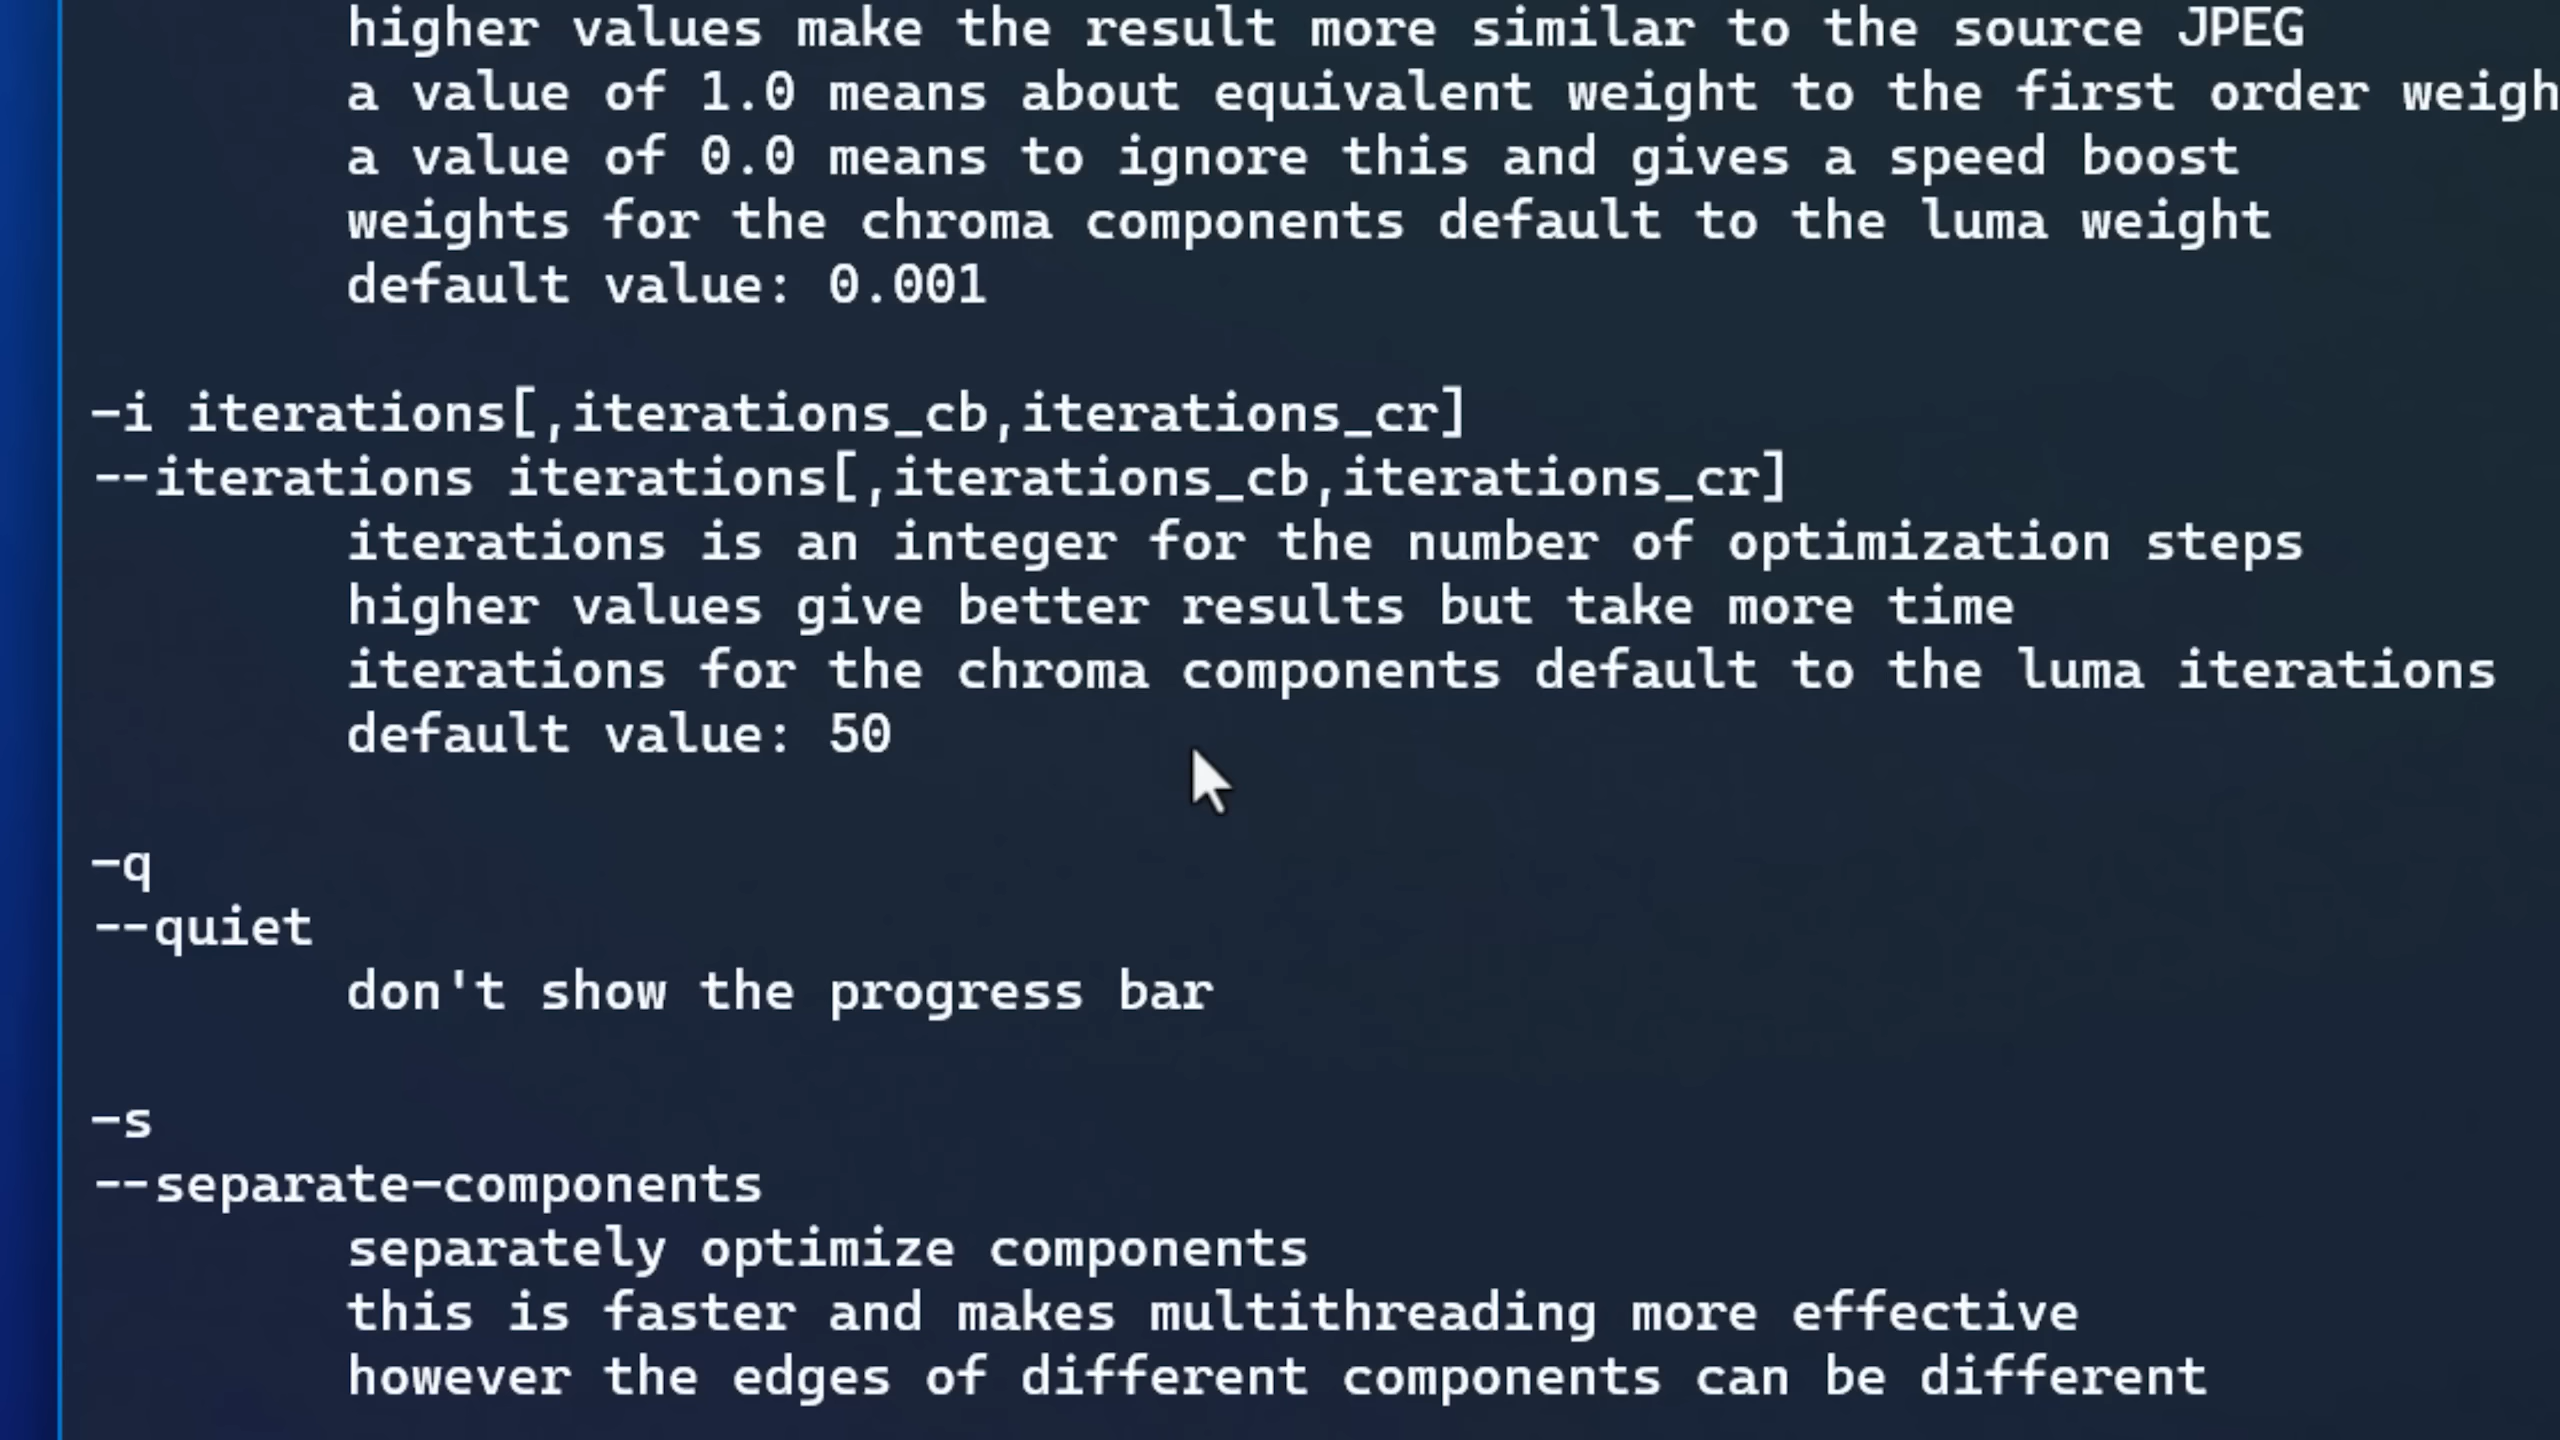 higher values make the result more similar to the source JPEG
a value of 1.0 means about equivalent weight to the first order
a value of 0.0 means to ignore this and gives a speed boost
weights for the chroma components default to the luma weight
default value: 0.001
-i iterations[,iterations_cb,iterations_cr]
--iterations iterations[,iterations_cb,iterations_cr]
iterations is an integer for the number of optimization steps
higher values give better results but take more time
iterations for the chroma components default to the luma iterations
default value: 50
-q
--quiet
don't show the progress bar
-s
--separate-components
separately optimize components
this is faster and makes multithreading more effective
however the edges of different components can be different